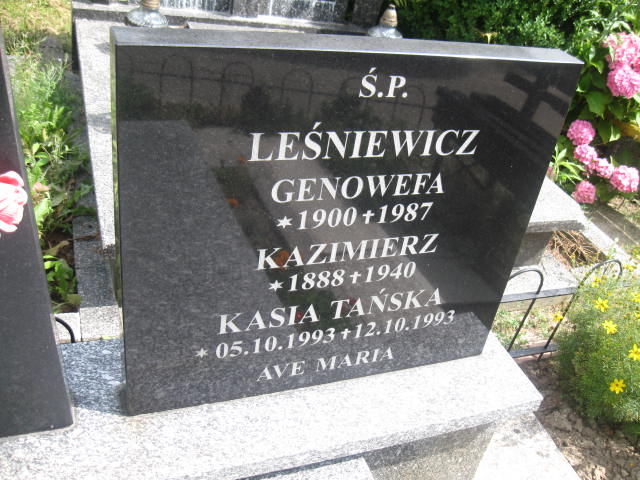 Ś.P.
LEŚNIEWICZ
GENOWEFA
✶1900✝1987
KAZIMIERZ
✶1888✝1940
KASIA TAŃSKA
✶05.10.1993✝12.10.1993
AVE MARIA